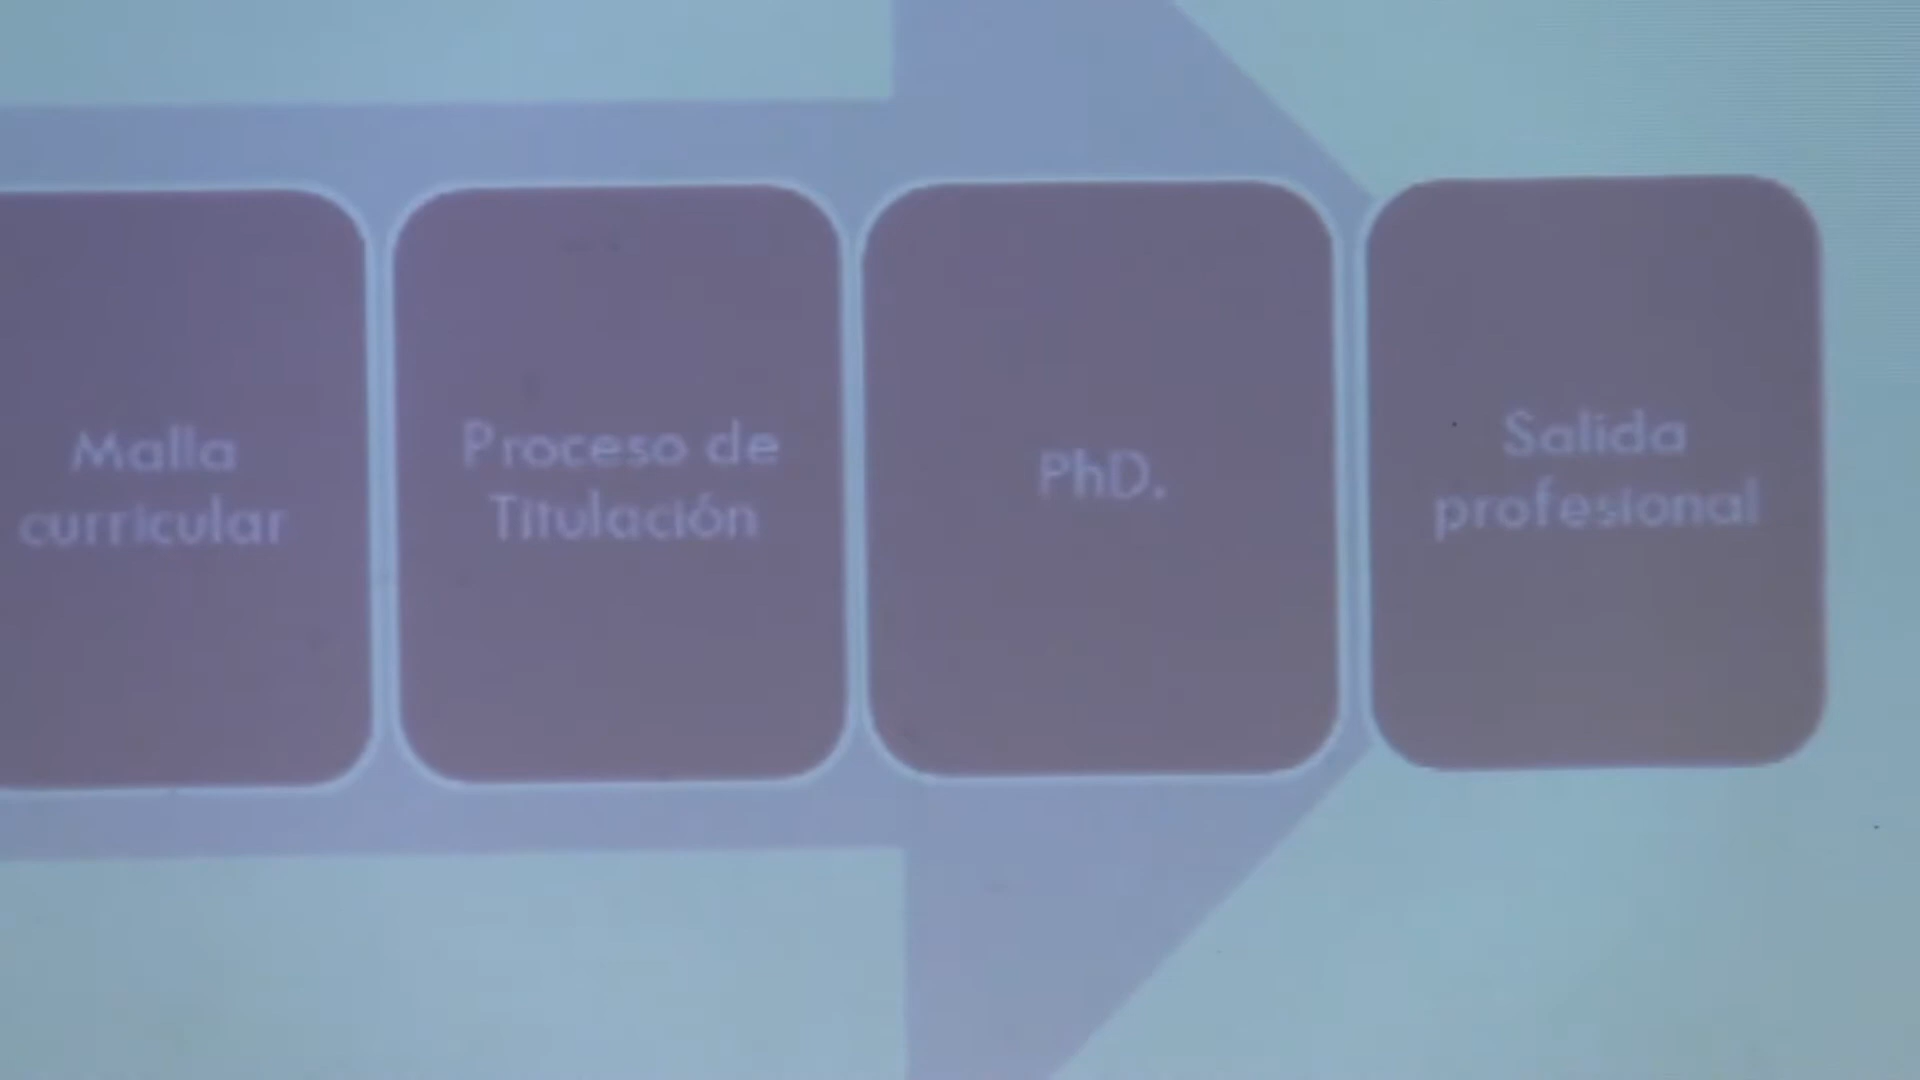 Malla
curricular
Proceso de
Titulación
PhD.
Salida
profesional